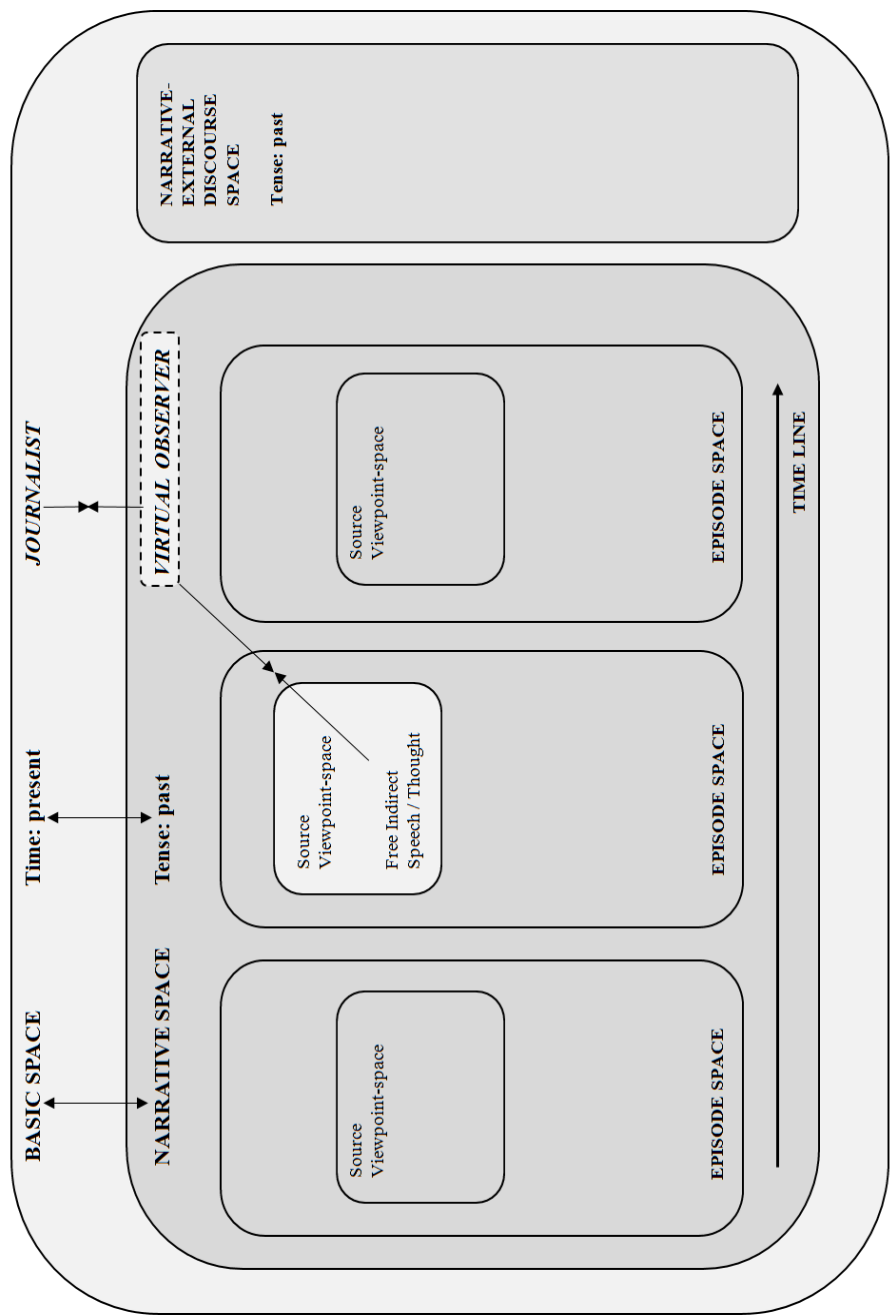 BASIC SPACE
Time: present
JOURNALIST
NARRATIVE SPACE
Tense: past
VIRTUAL OBSERVER
NARRATIVE-
EXTERNAL
DISCOURSE
SPACE
Tense: past
Source
Viewpoint-space
EPISODE SPACE
Source
Viewpoint-space
Free Indirect
Speech / Thought
EPISODE SPACE
Source
Viewpoint-space
EPISODE SPACE
TIME LINE